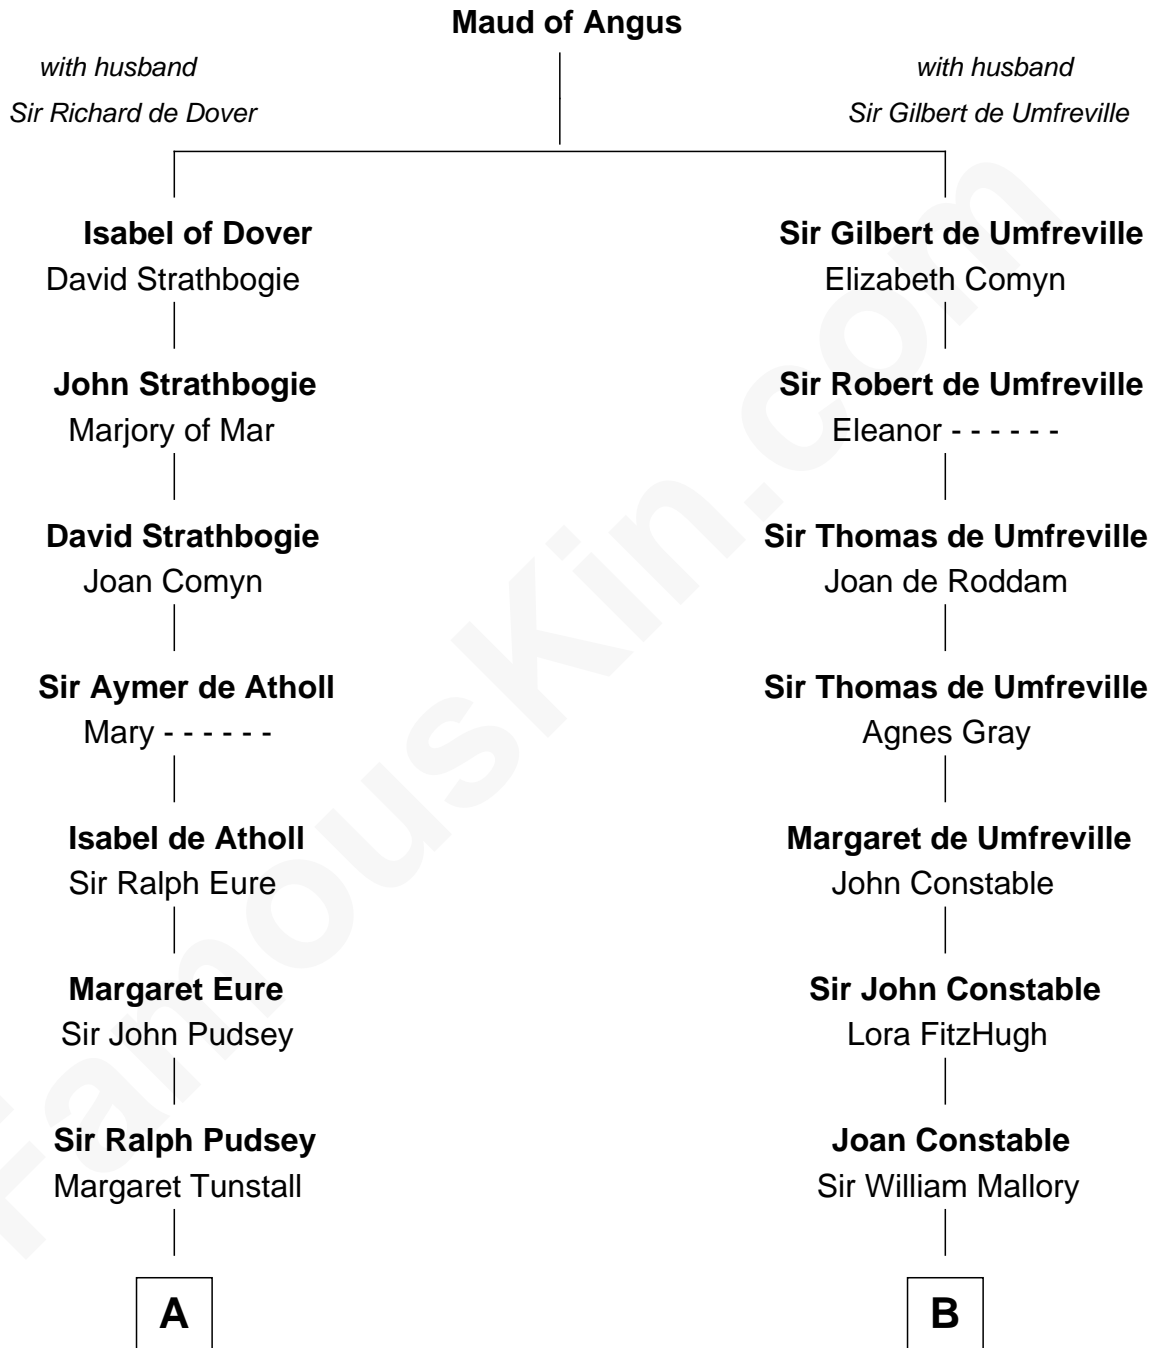 Maud of Angus
with husband
Sir Richard de Dover
with husband
Sir Gilbert de Umfreville
Isabel of Dover
David Strathbogie
John Strathbogie
Marjory of Mar
David Strathbogie
Joan Comyn
Sir Aymer de Atholl
Mary - - - - - -
Isabel de Atholl
Sir Ralph Eure
Margaret Eure
Sir John Pudsey
Sir Ralph Pudsey
Margaret Tunstall
A
Sir Gilbert de Umfreville
Elizabeth Comyn
Sir Robert de Umfreville
Eleanor - - - - - -
Sir Thomas de Umfreville
Joan de Roddam
Sir Thomas de Umfreville
Agnes Gray
Margaret de Umfreville
John Constable
Sir John Constable
Lora FitzHugh
Joan Constable
Sir William Mallory
B
FamousKin.com